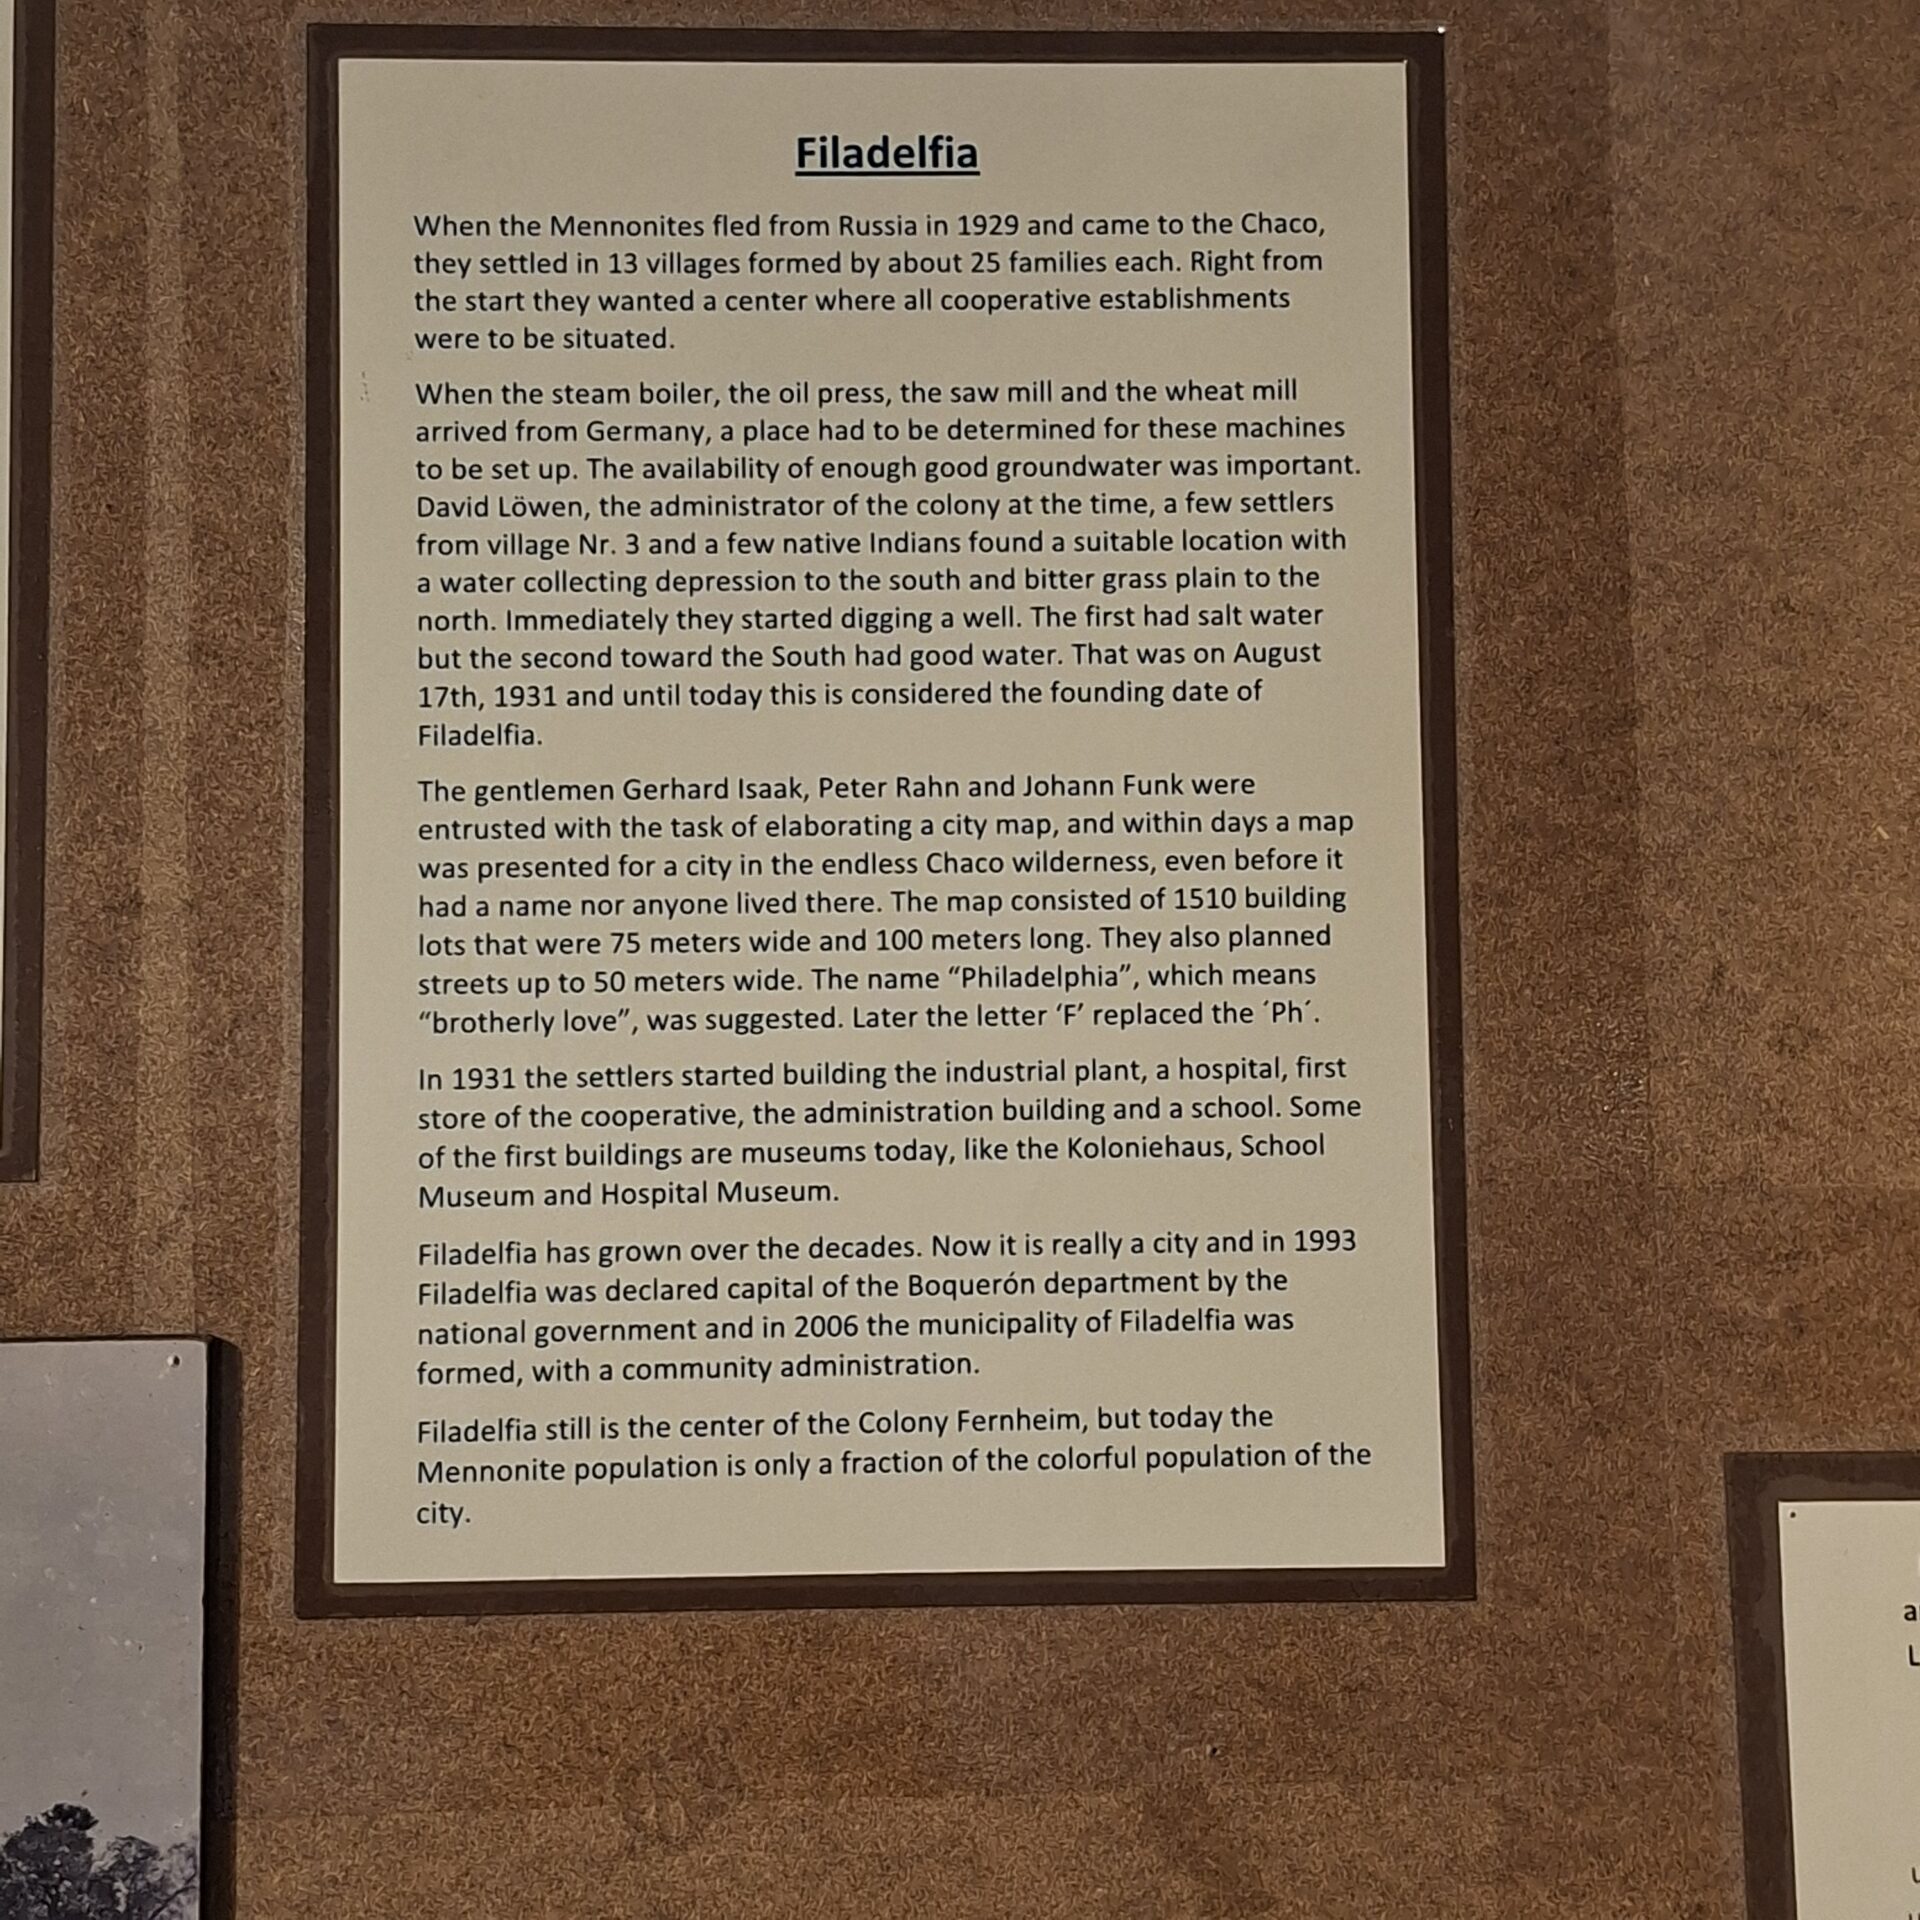 Filadelfia
When the Mennonites fled from Russia in 1929 and came to the Chaco,
they settled in 13 villages formed by about 25 families each. Right from
the start they wanted a center where all cooperative establishments
were to be situated.
When the steam boiler, the oil press, the saw mill and the wheat mill
arrived from Germany, a place had to be determined for these machines
to be set up. The availability of enough good groundwater was important.
David Löwen, the administrator of the colony at the time, a few settlers
from village Nr. 3 and a few native Indians found a suitable location with
a water collecting depression to the south and bitter grass plain to the
north. Immediately they started digging a well. The first had salt water
but the second toward the South had good water. That was on August
17th, 1931 and until today this is considered the founding date of
Filadelfia.
The gentlemen Gerhard Isaak, Peter Rahn and Johann Funk were
entrusted with the task of elaborating a city map, and within days a map
was presented for a city in the endless Chaco wilderness, even before it
had a name nor anyone lived there. The map consisted of 1510 building
lots that were 75 meters wide and 100 meters long. They also planned
streets up to 50 meters wide. The name “Philadelphia”, which means
“brotherly love”, was suggested. Later the letter ‘F’ replaced the ´Ph´.
In 1931 the settlers started building the industrial plant, a hospital, first
store of the cooperative, the administration building and a school. Some
of the first buildings are museums today, like the Koloniehaus, School
Museum and Hospital Museum.
Filadelfia has grown over the decades. Now it is really a city and in 1993
Filadelfia was declared capital of the Boquerón department by the
national government and in 2006 the municipality of Filadelfia was
formed, with a community administration.
Filadelfia still is the center of the Colony Fernheim, but today the
Mennonite population is only a fraction of the colorful population of the
city.